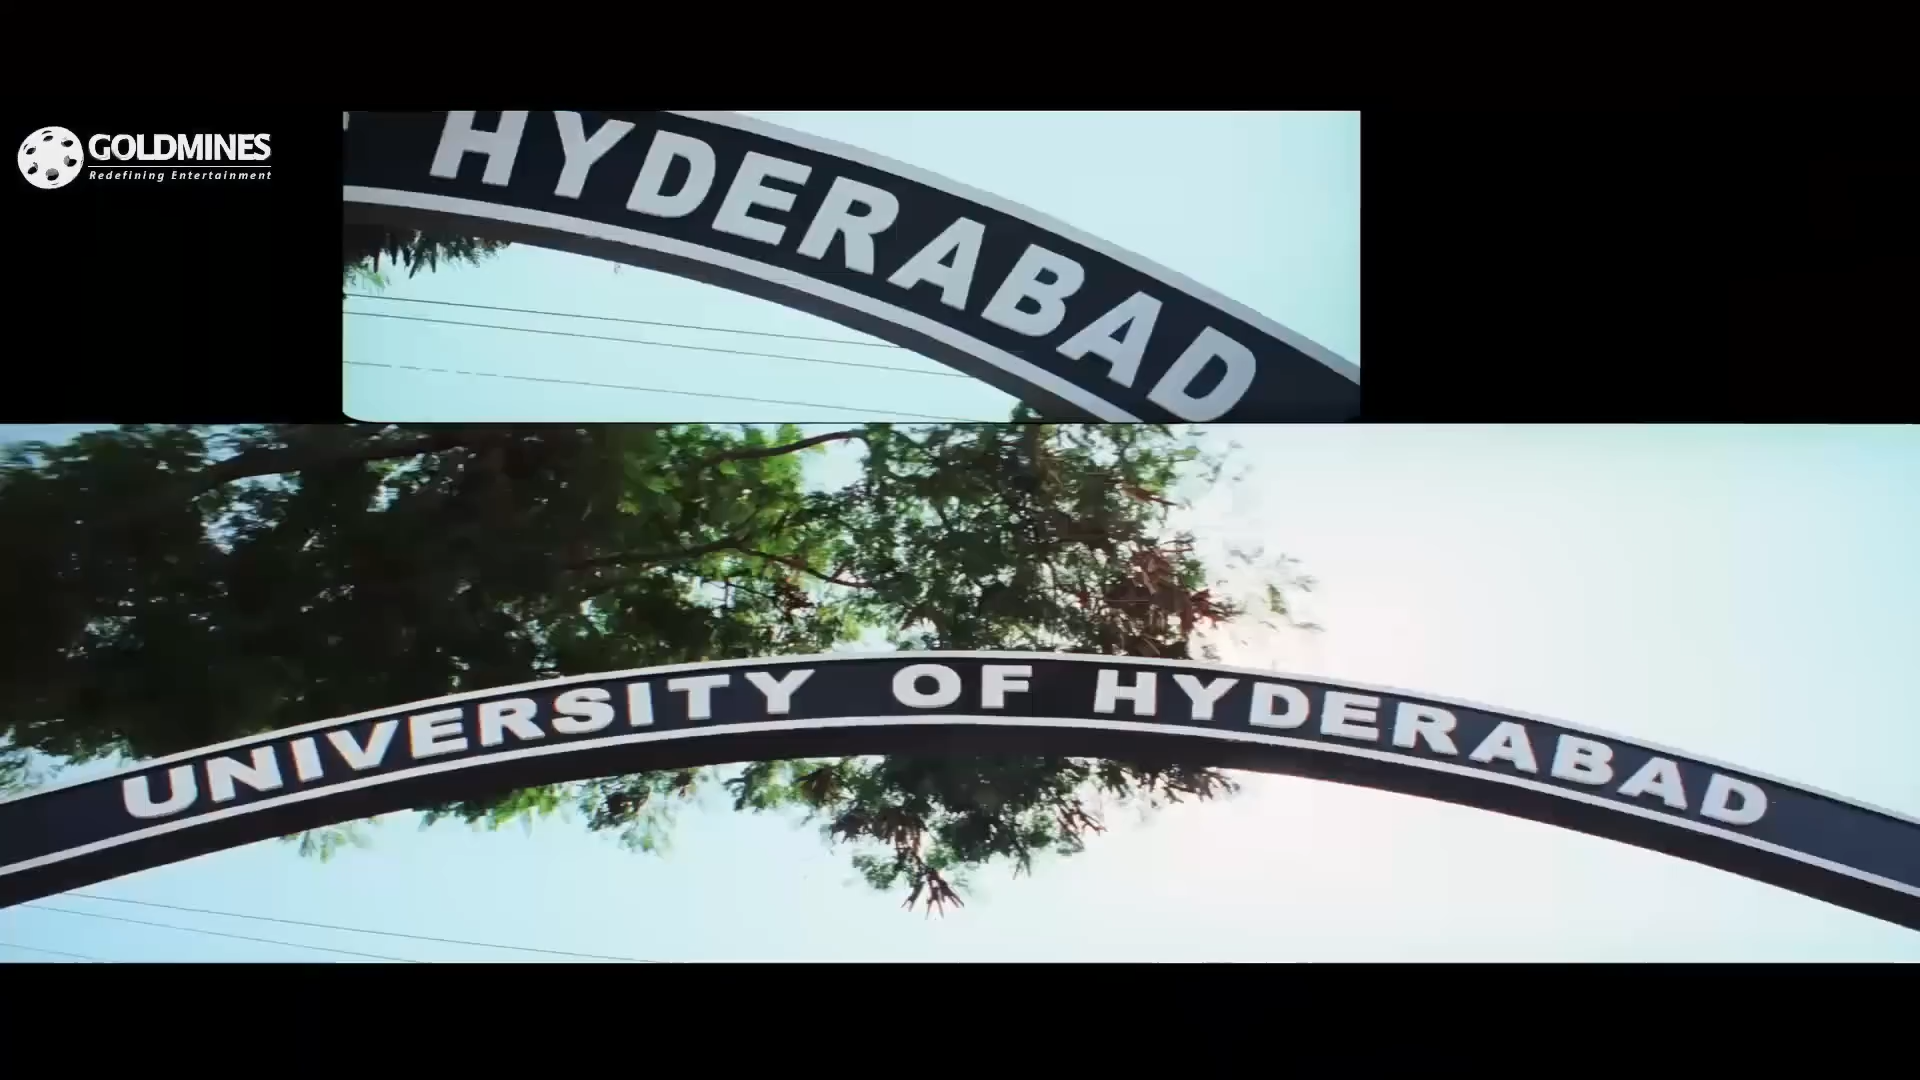 GOLDMINES
Redefining Entertainment
HYDERABAD
UNIVERSITY OF HYDERABAD